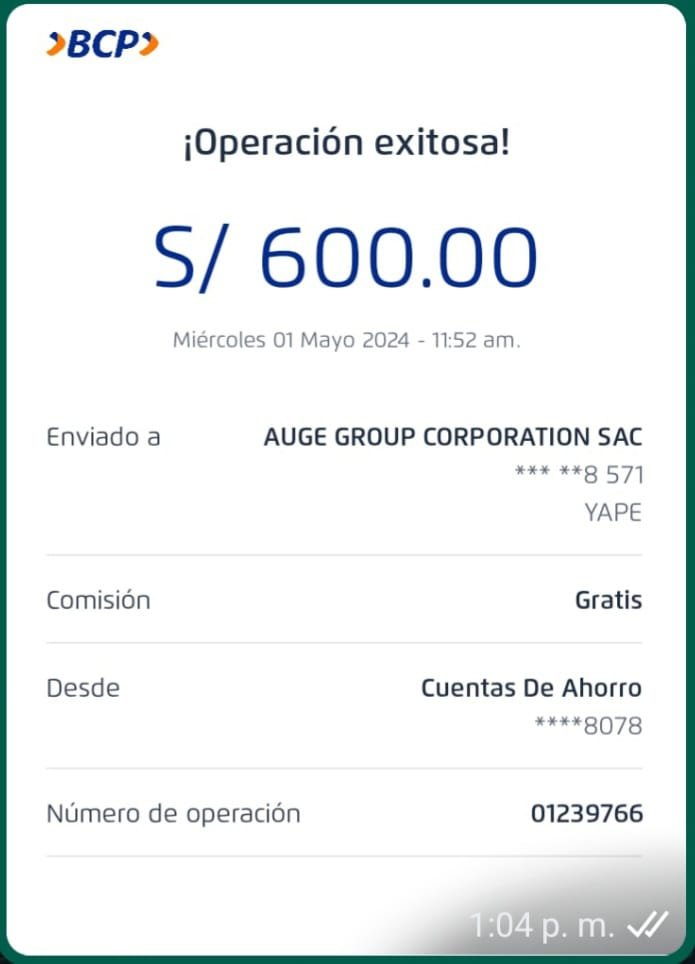 BCP
¡Operación exitosa!
S/ 600.00
Miércoles 01 Mayo 2024 - 11:52 am.
Enviado a AUGE GROUP CORPORATION SAC
*** **8 571
YAPE
Comisión Gratis
Desde Cuentas De Ahorro
****8078
Número de operación 01239766
1:04 p. m.